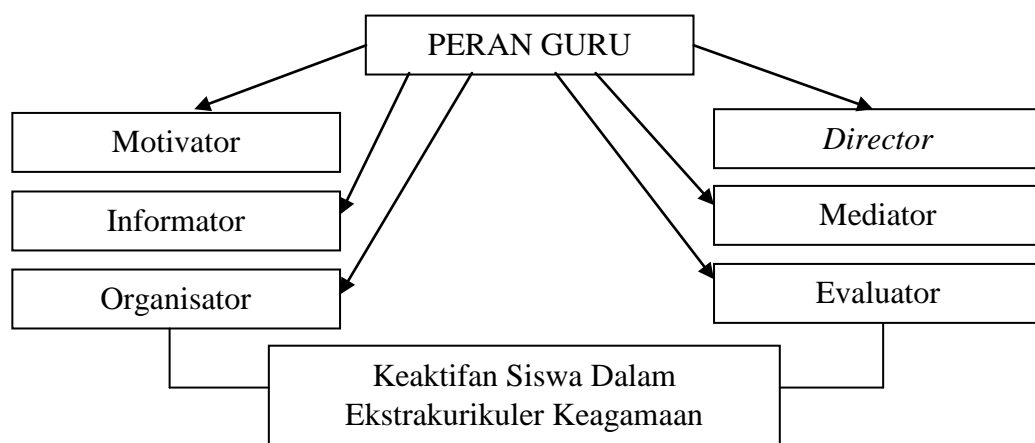 PERAN GURU
Motivator
Director
Informator
Mediator
Organisator
Evaluator
Keaktifan Siswa Dalam
Ekstrakurikuler Keagamaan